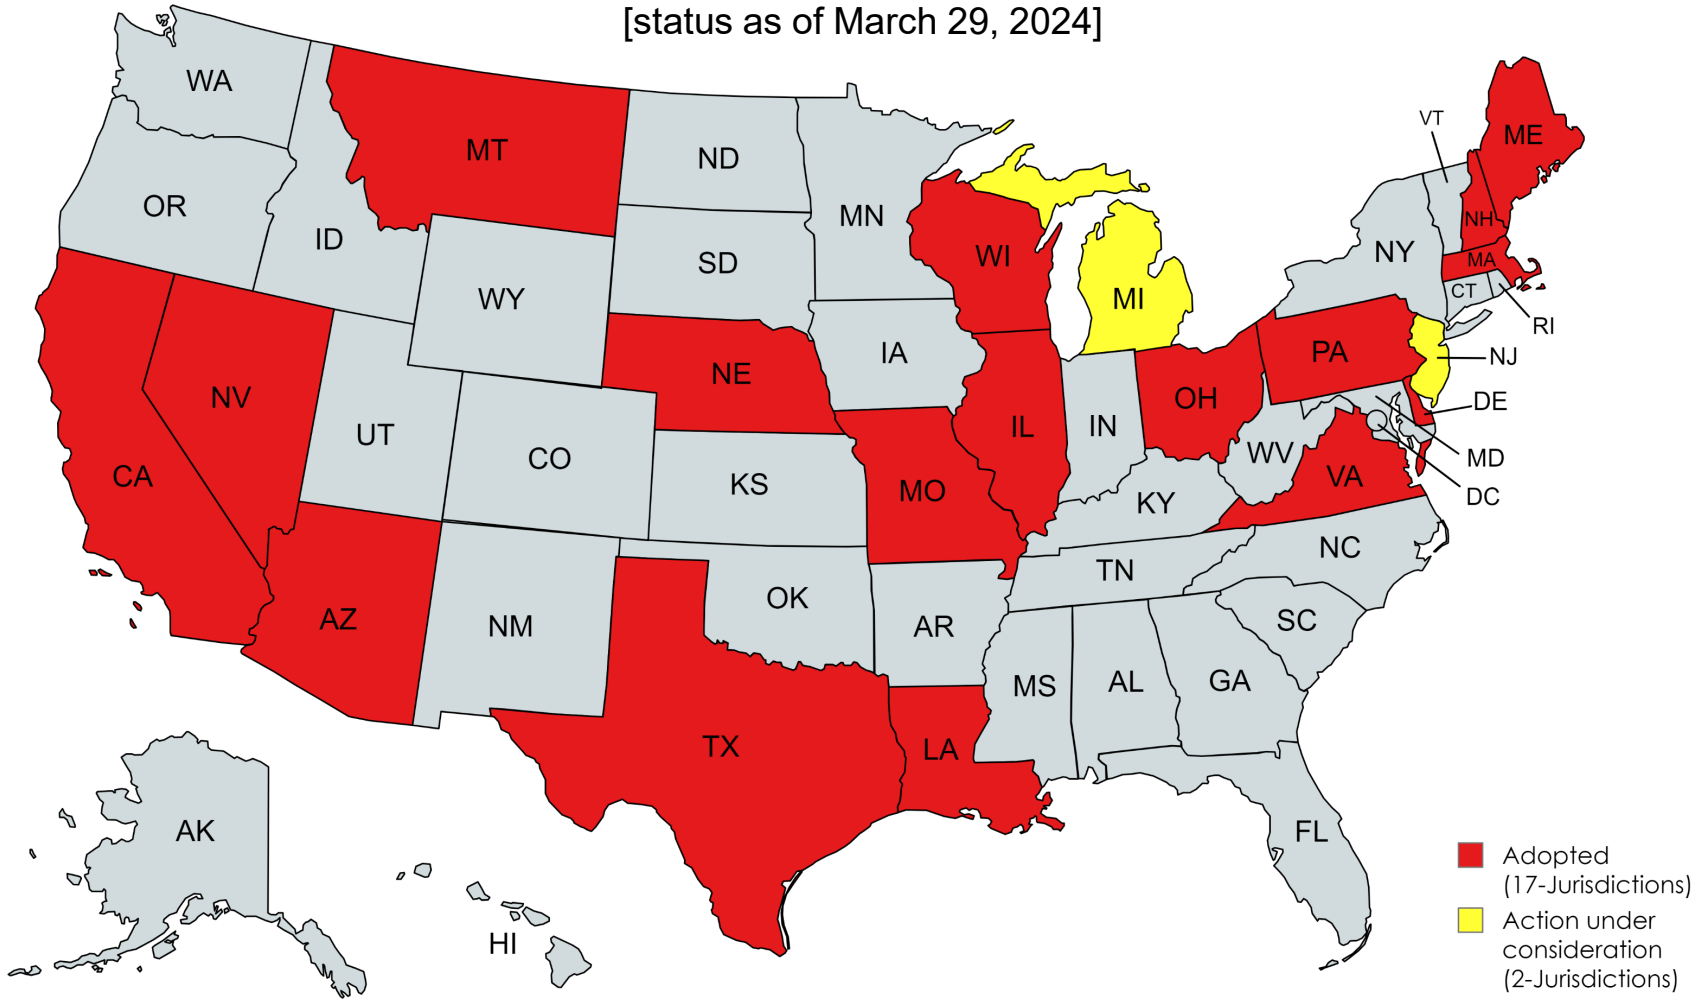 [status as of March 29, 2024]
WA
MT
ND
MN
VT
ME
OR
ID
WY
SD
WI
MI
NY
NH
MA
CT
RI
NV
UT
CO
NE
IA
IL
IN
OH
PA
NJ
DE
MD
DC
CA
AZ
NM
KS
MO
KY
WV
VA
OK
AR
TN
NC
SC
TX
LA
MS
AL
GA
FL
AK
HI
Adopted
(17-Jurisdictions)
Action under
consideration
(2-Jurisdictions)